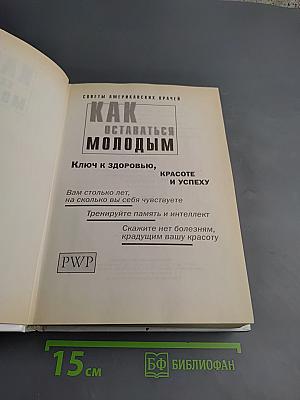 СОВЕТЫ АМЕРИКАНСКИХ ВРАЧЕЙ
КАК
ОСТАВАТЬСЯ
МОЛОДЫМ
КЛЮЧ К ЗДОРОВЬЮ,
КРАСОТЕ
И УСПЕХУ
Вам столько лет,
на сколько вы себя чувствуете
Тренируйте память и интеллект
Скажите нет болезням,
крадущим вашу красоту
PWP
15 см
БФ БИБЛИОФАН